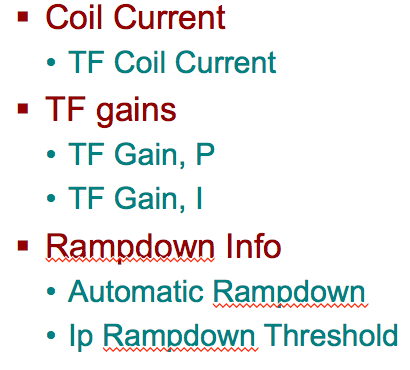 ▪ Coil Current
• TF Coil Current
▪ TF gains
• TF Gain, P
• TF Gain, I
▪ Rampdown Info
• Automatic Rampdown
• Ip Rampdown Threshold